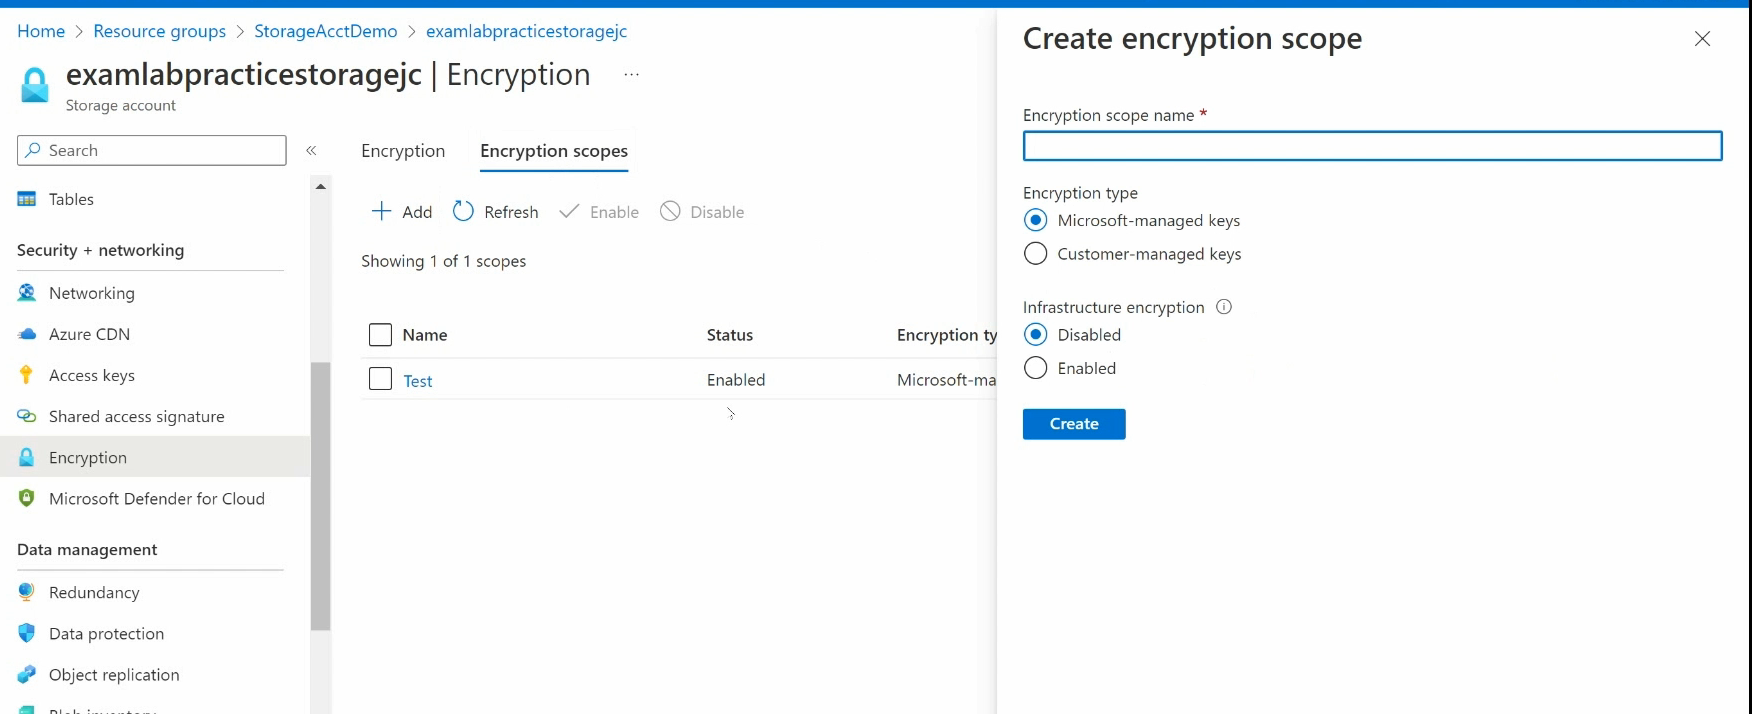 Home > Resource groups > StorageAcctDemo > examlabpracticestoragejc
examlabpracticestoragejc | Encryption ...
Storage account
Search «
Tables
Security + networking
Networking
Azure CDN
Access keys
Shared access signature
Encryption
Microsoft Defender for Cloud
Data management
Redundancy
Data protection
Object replication
Blob inventory
Encryption Encryption scopes
Add Refresh Enable Disable
Showing 1 of 1 scopes
Name Status Encryption ty
Test Enabled Microsoft-ma
Create encryption scope
Encryption scope name *
Encryption type
Microsoft-managed keys
Customer-managed keys
Infrastructure encryption
Disabled
Enabled
Create